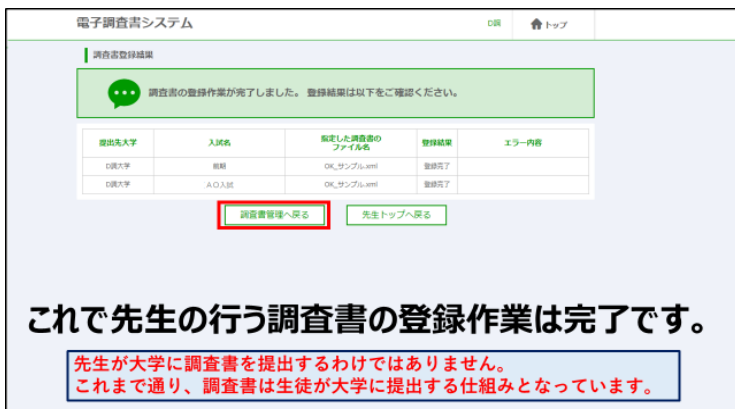 電子調査書システム
D調 トップ
調査書登録結果
調査書の登録作業が完了しました。 登録結果は以下をご確認ください。
提出先大学 入試名 指定した調査書のファイル名 登録結果 エラー内容
D調大学 前期 OK_サンプル.xml 登録完了
D調大学 AO入試 OK_サンプル.xml 登録完了
調査書管理へ戻る 先生トップへ戻る
これで先生の行う調査書の登録作業は完了です。
先生が大学に調査書を提出するわけではありません。
これまで通り、調査書は生徒が大学に提出する仕組みとなっています。